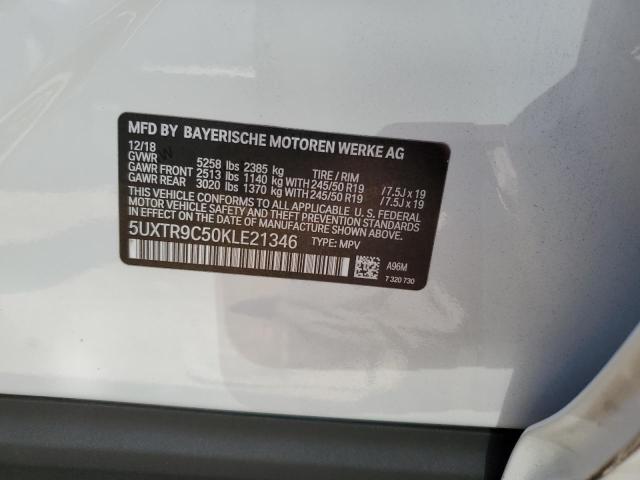 MFD BY BAYERISCHE MOTOREN WERKE AG
12/18
GVWR 5258 lbs 2385 kg TIRE / RIM
GAWR FRONT 2513 lbs 1140 kg WITH 245/50 R19 /7.5J x 19
GAWR REAR 3020 lbs 1370 kg WITH 245/50 R19 /7.5J x 19
THIS VEHICLE CONFORMS TO ALL APPLICABLE U.S. FEDERAL
MOTOR VEHICLE SAFETY AND THEFT PREVENTION STANDARDS
IN EFFECT ON THE DATE OF MANUFACTURE SHOWN ABOVE.
5UXTR9C50KLE21346 TYPE: MPV
A96M
7 320 730